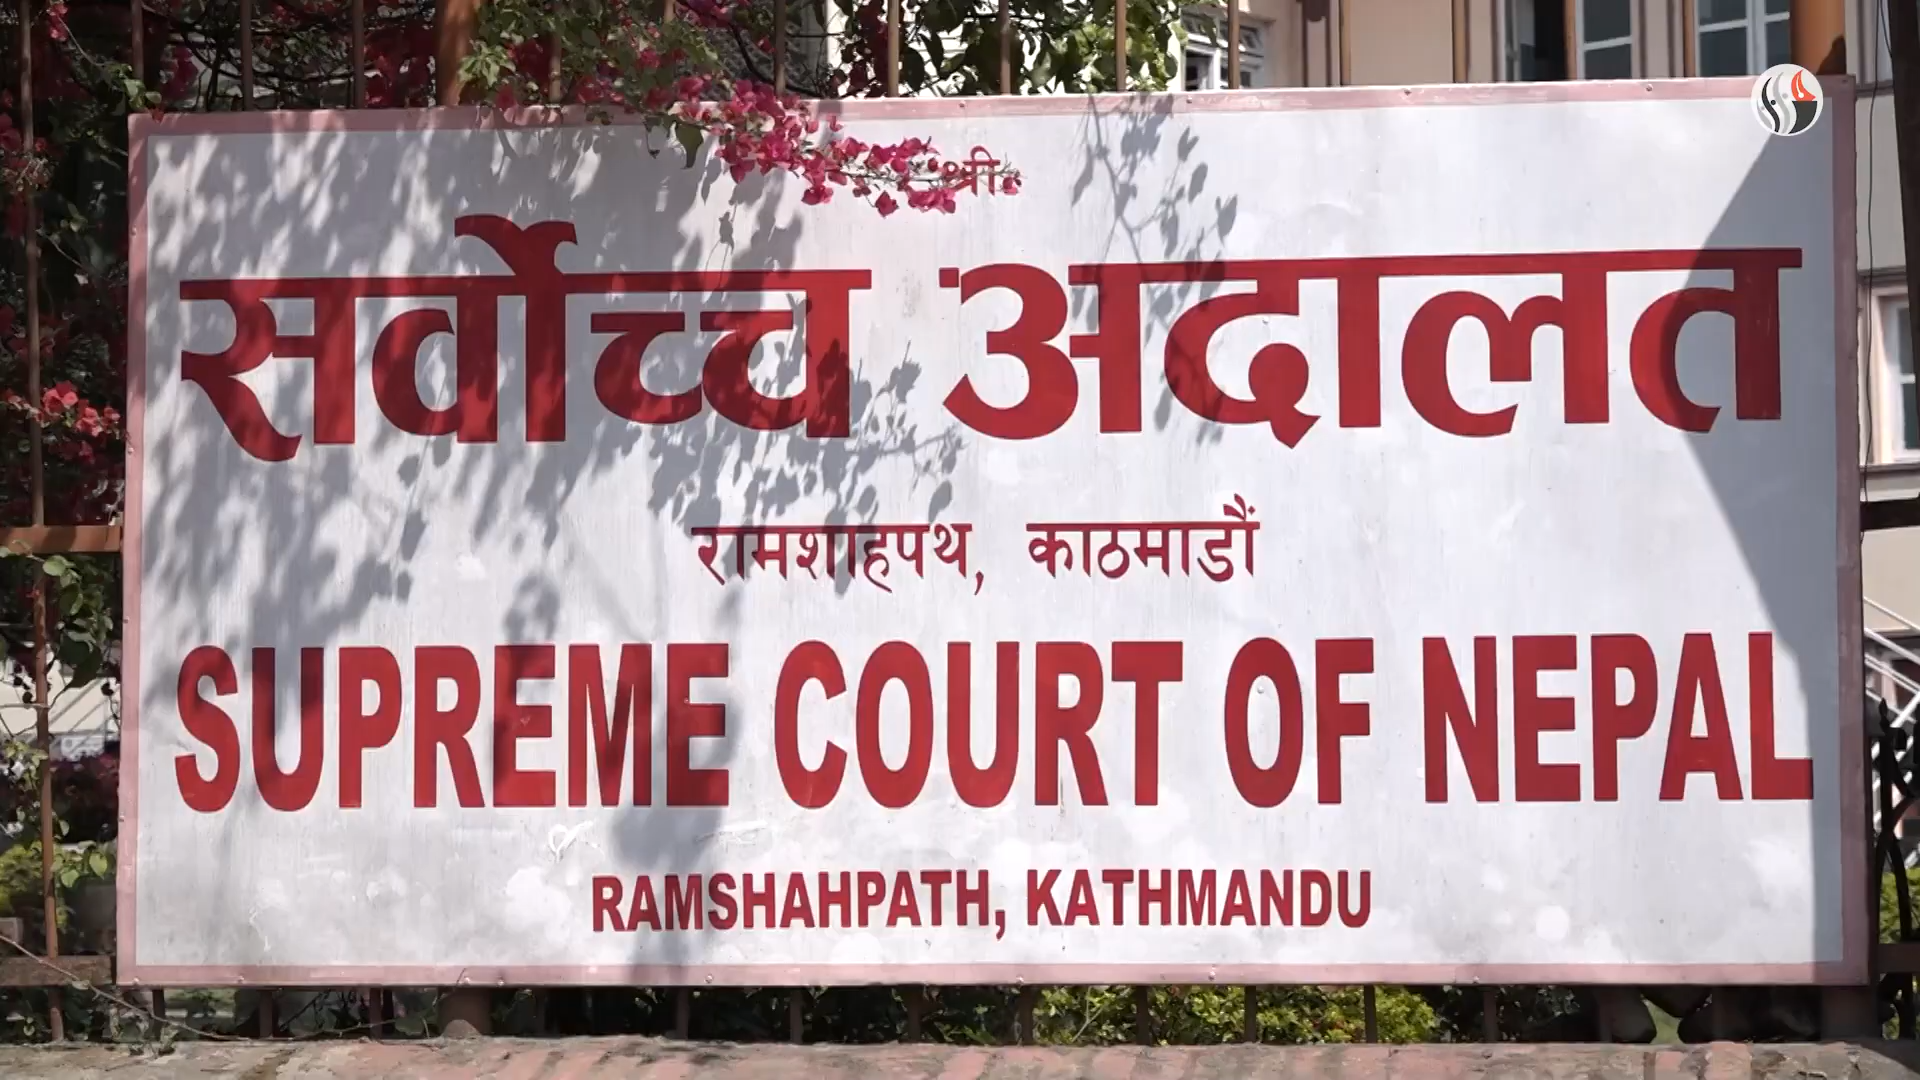 श्री
सर्वोच्च अदालत
रामशाहपथ, काठमाडौं
SUPREME COURT OF NEPAL
RAMSHAHPATH, KATHMANDU